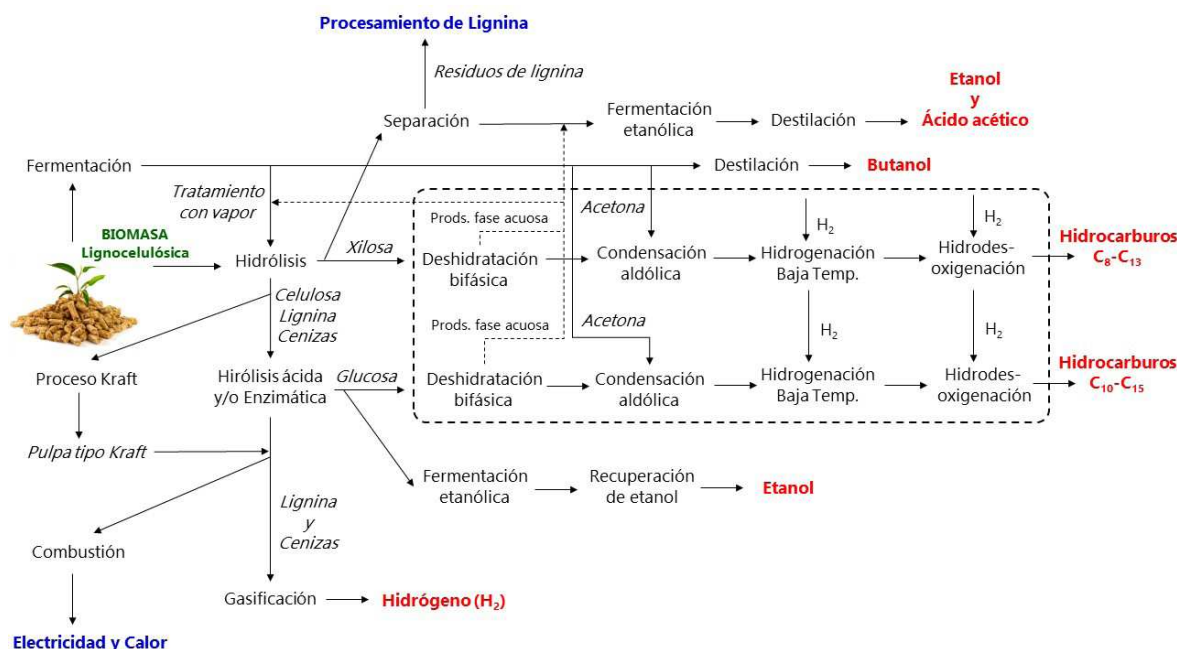 Procesamiento de Lignina
Residuos de lignina
Etanol
y
Ácido acético
Separación
Fermentación
etanólica
Destilación
Fermentación
Destilación
Butanol
Tratamiento
con vapor
Acetona
Prods. fase acuosa
H₂
H₂
BIOMASA
Lignocelulósica
Hidrólisis
Xilosa
Deshidratación
bifásica
Condensación
aldólica
Hidrogenación
Baja Temp.
Hidrodes-
oxigenación
Hidrocarburos
C₈-C₁₃
Celulosa
Lignina
Cenizas
Prods. fase acuosa
Acetona
H₂
H₂
Proceso Kraft
Hirólisis ácida
y/o Enzimática
Glucosa
Deshidratación
bifásica
Condensación
aldólica
Hidrogenación
Baja Temp.
Hidrodes-
oxigenación
Hidrocarburos
C₁₀-C₁₅
Pulpa tipo Kraft
Fermentación
etanólica
Recuperación
de etanol
Etanol
Lignina
y
Cenizas
Combustión
Gasificación
Hidrógeno (H₂)
Electricidad y Calor